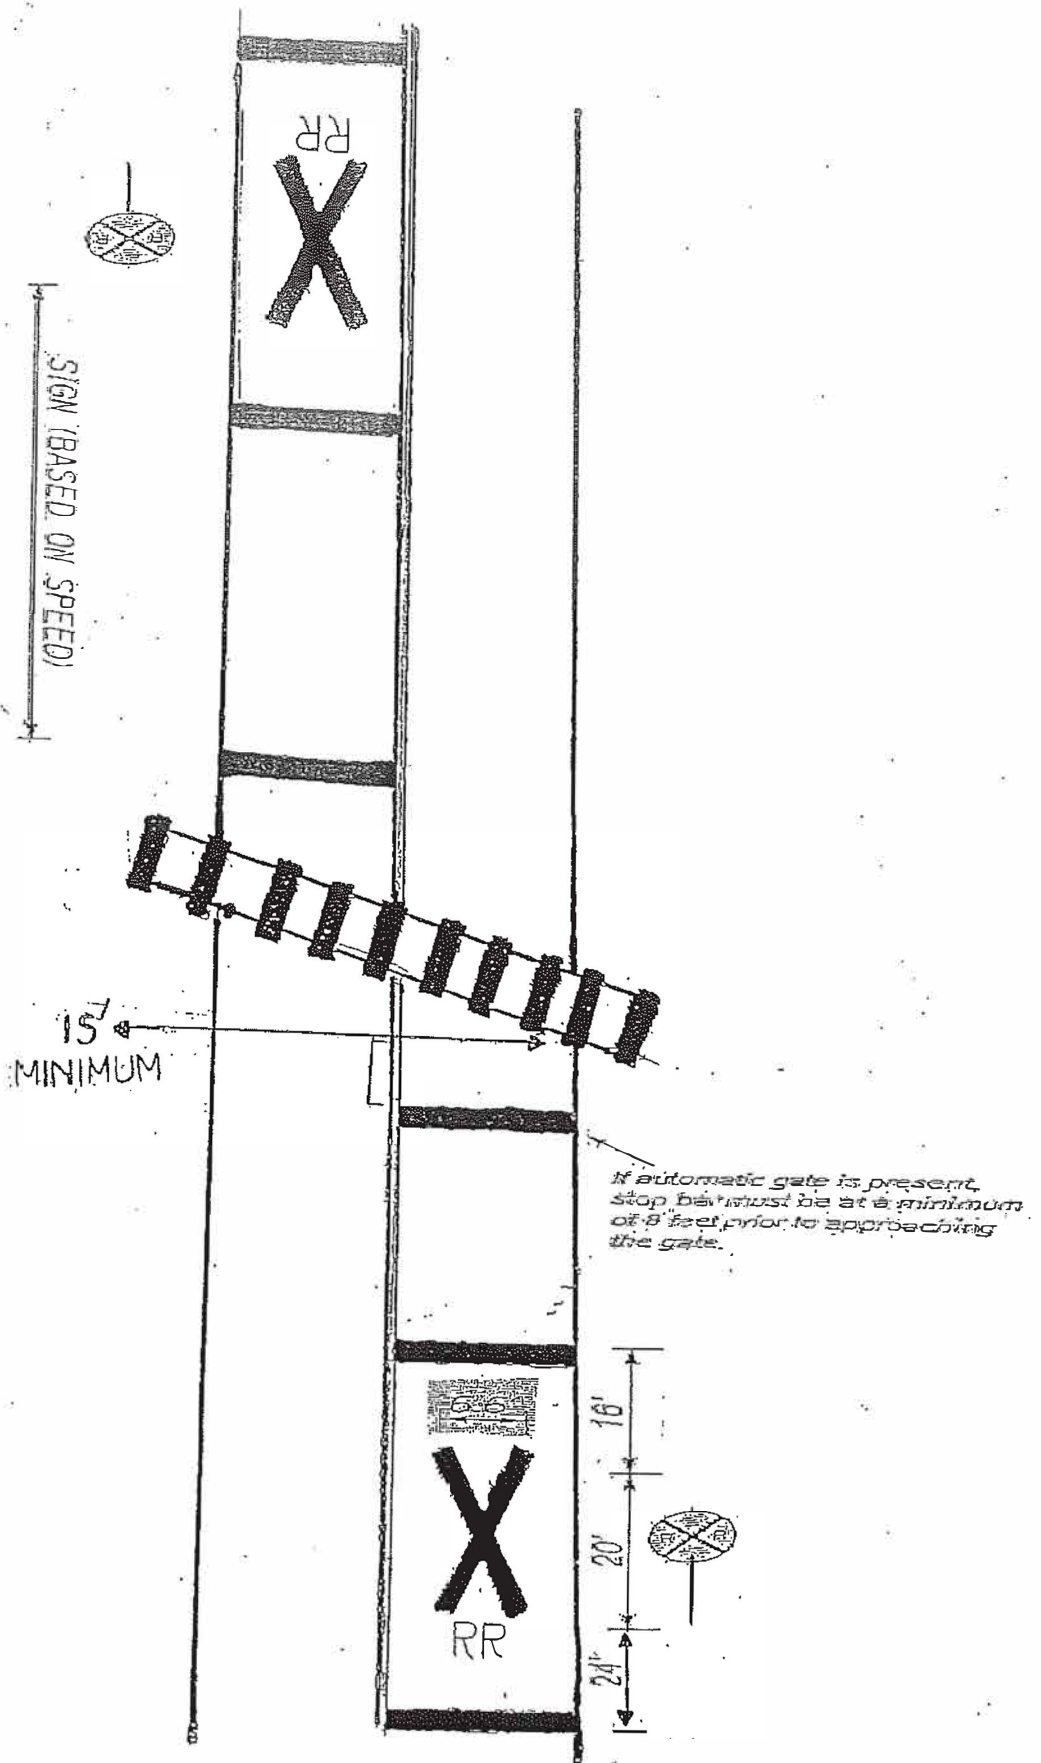 RR
SIGN (BASED ON SPEED)
15'
MINIMUM
If automatic gate is present,
stop bar must be at a minimum
of 8 feet prior to approaching
the gate.
16'
20'
RR
24'